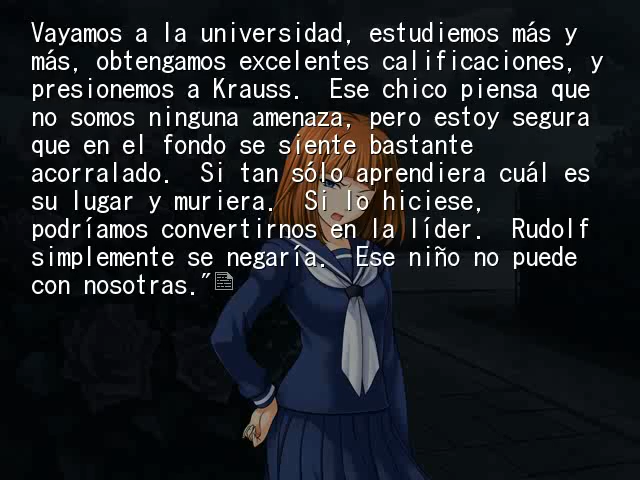 Vayamos a la universidad, estudiemos más y
más, obtengamos excelentes calificaciones, y
presionemos a Krauss.  Ese chico piensa que
no somos ninguna amenaza, pero estoy segura
que en el fondo se siente bastante
acorralado.  Si tan sólo aprendiera cuál es
su lugar y muriera.  Si lo hiciese,
podríamos convertirnos en la líder.  Rudolf
simplemente se negaría.  Ese niño no puede
con nosotras."